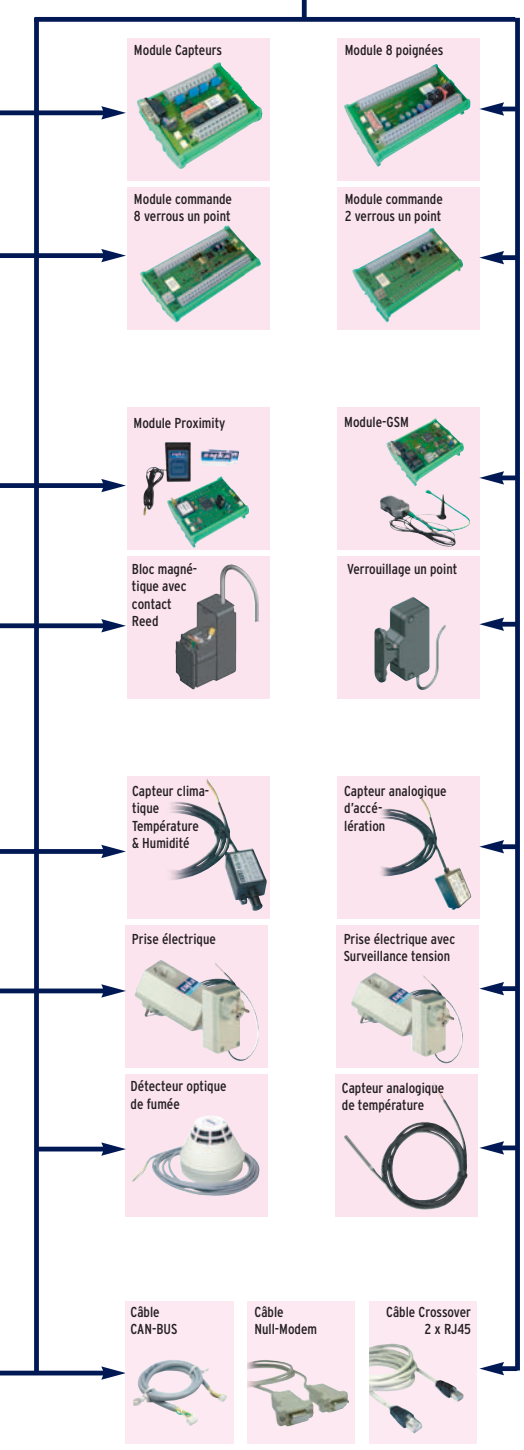 Module Capteurs
Module 8 poignées
Module commande
8 verrous un point
Module commande
2 verrous un point
Module Proximity
Module-GSM
Bloc magné-
tique avec
contact
Reed
Verrouillage un point
Capteur clima-
tique
Température
& Humidité
Capteur analogique
d'accé-
lération
Prise électrique
Prise électrique avec
Surveillance tension
Détecteur optique
de fumée
Capteur analogique
de température
Câble
CAN-BUS
Câble
Null-Modem
Câble Crossover
2 x RJ45